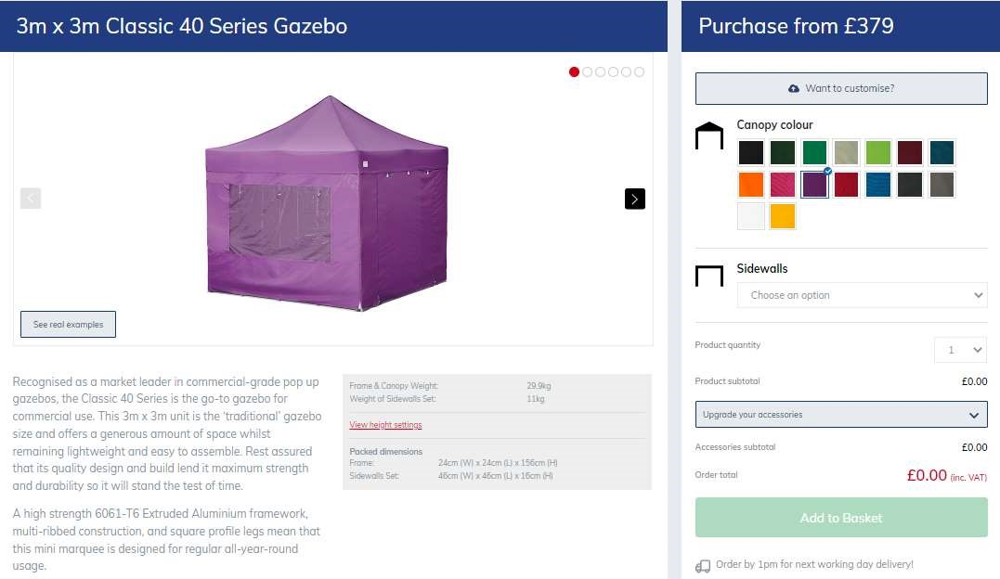 3m x 3m Classic 40 Series Gazebo
See real examples
Recognised as a market leader in commercial-grade pop up
gazebos, the Classic 40 Series is the go-to gazebo for
commercial use. This 3m x 3m unit is the 'traditional' gazebo
size and offers a generous amount of space whilst
remaining lightweight and easy to assemble. Rest assured
that its quality design and build lend it maximum strength
and durability so it will stand the test of time.
A high strength 6061-T6 Extruded Aluminium framework,
multi-ribbed construction, and square profile legs mean that
this mini marquee is designed for regular all-year-round
usage.
Frame & Canopy Weight: 29.9kg
Weight of Sidewalls Set: 11kg
View height settings
Packed dimensions
Frame: 24cm (W) x 24cm (L) x 156cm (H)
Sidewalls Set: 46cm (W) x 46cm (L) x 16cm (H)
Purchase from £379
Want to customise?
Canopy colour
Sidewalls
Choose an option
Product quantity 1
Product subtotal £0.00
Upgrade your accessories
Accessories subtotal £0.00
Order total £0.00 (inc. VAT)
Add to Basket
Order by 1pm for next working day delivery!